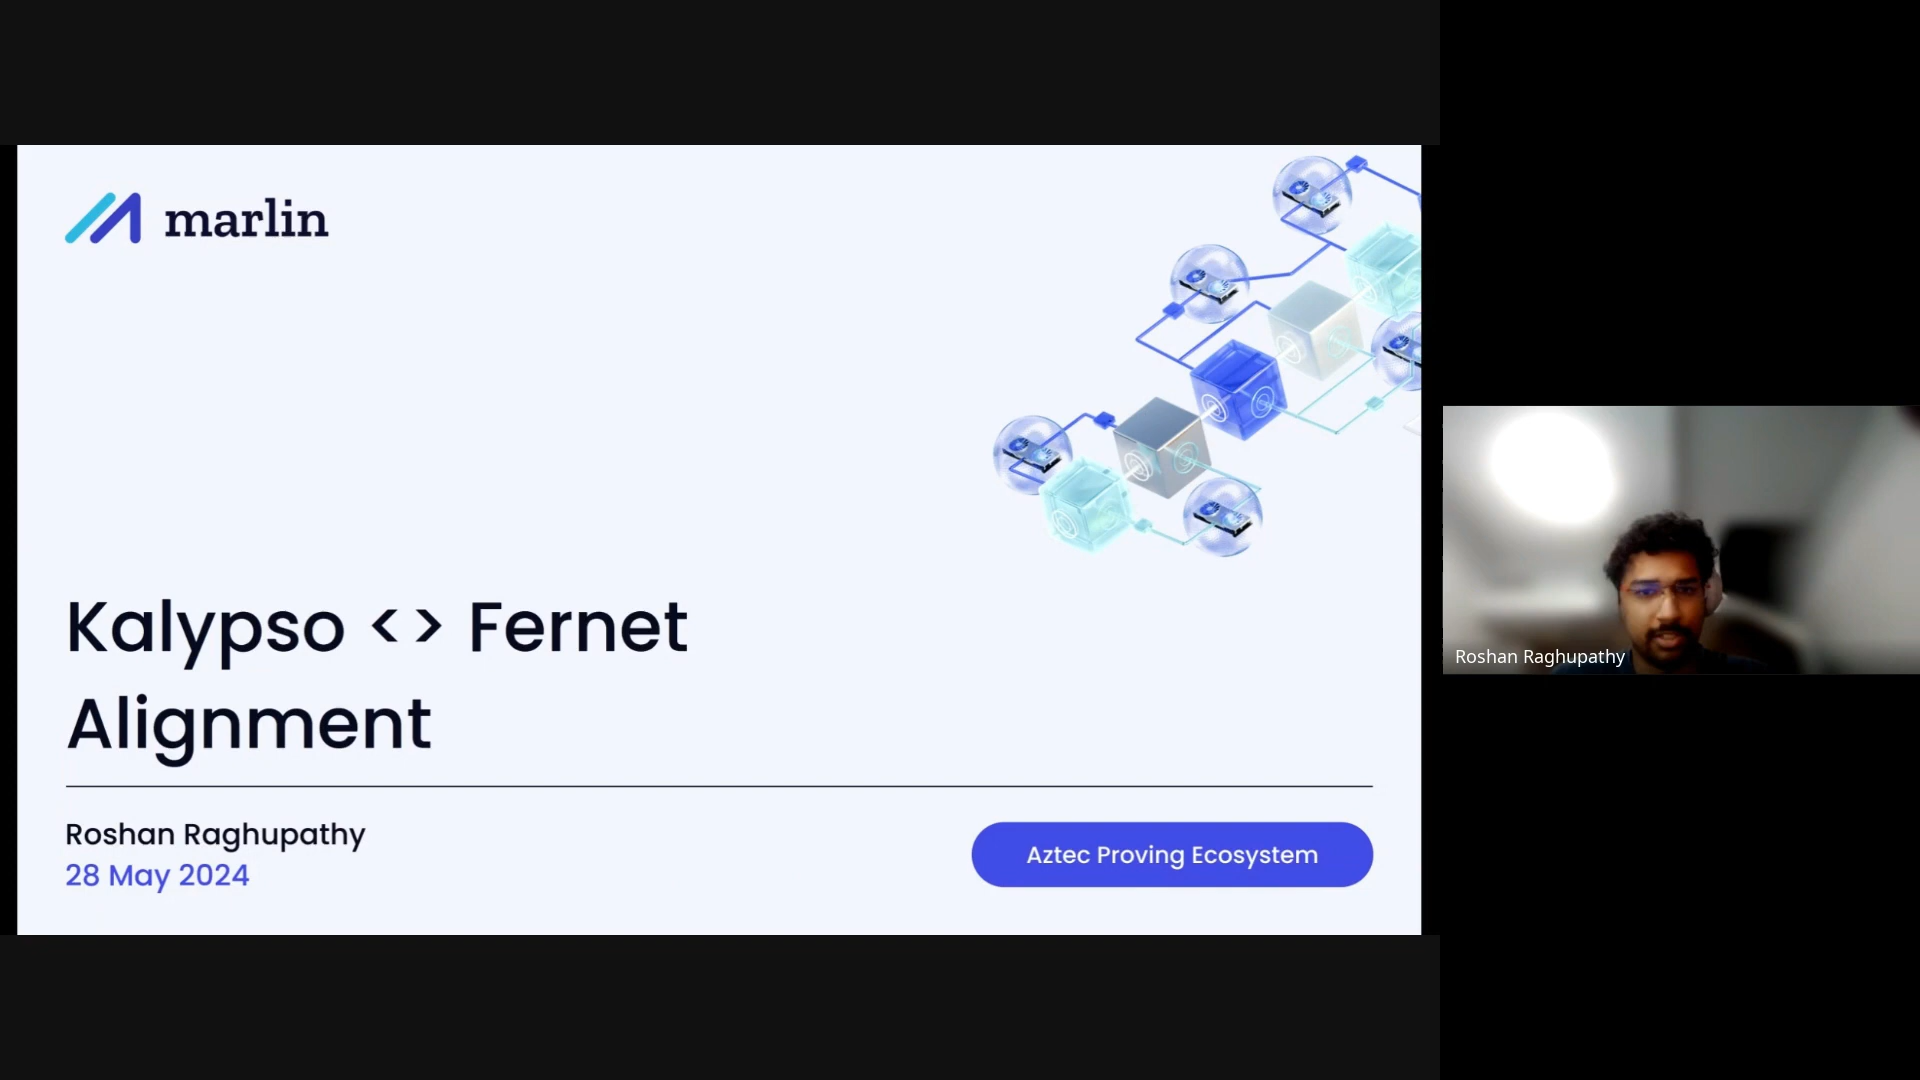 marlin
Kalypso <> Fernet
Alignment
Roshan Raghupathy
28 May 2024
Aztec Proving Ecosystem
Roshan Raghupathy